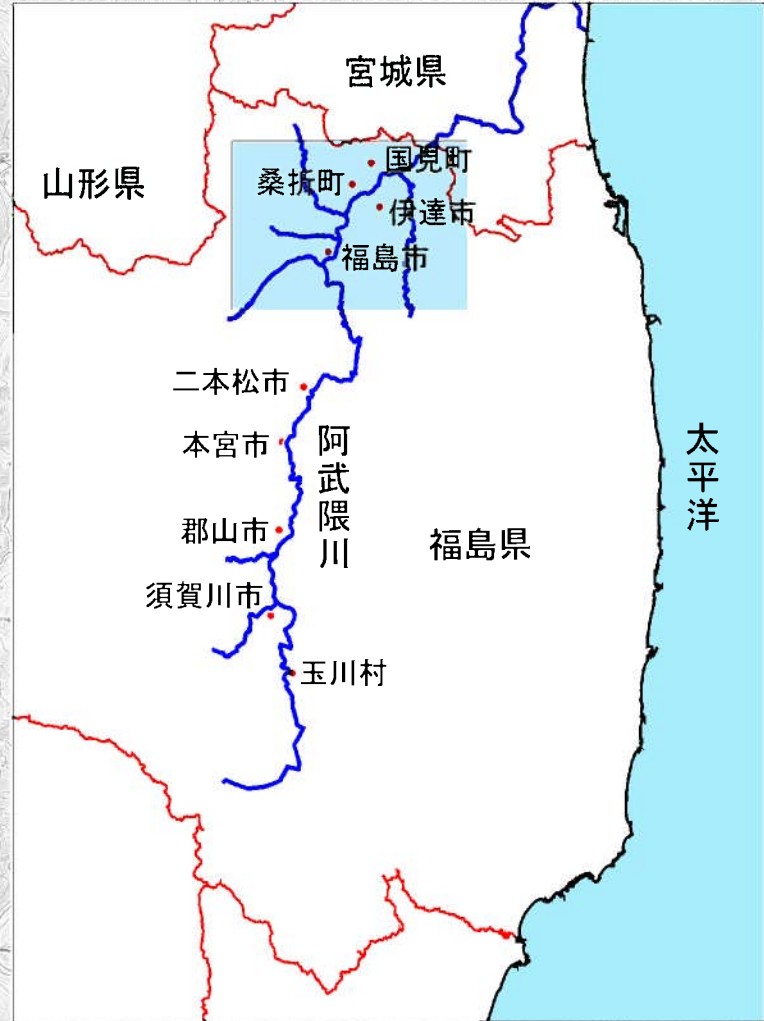 宮城県
山形県
国見町
桑折町
伊達市
福島市
二本松市
本宮市
阿武隈川
太平洋
郡山市
福島県
須賀川市
玉川村